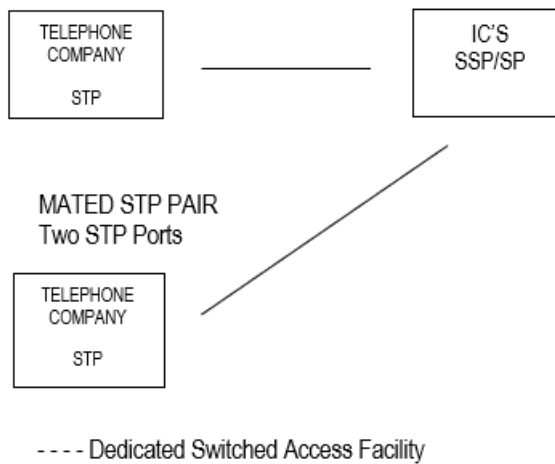 TELEPHONE
COMPANY
STP
IC'S
SSP/SP
MATED STP PAIR
Two STP Ports
TELEPHONE
COMPANY
STP
- - - - Dedicated Switched Access Facility